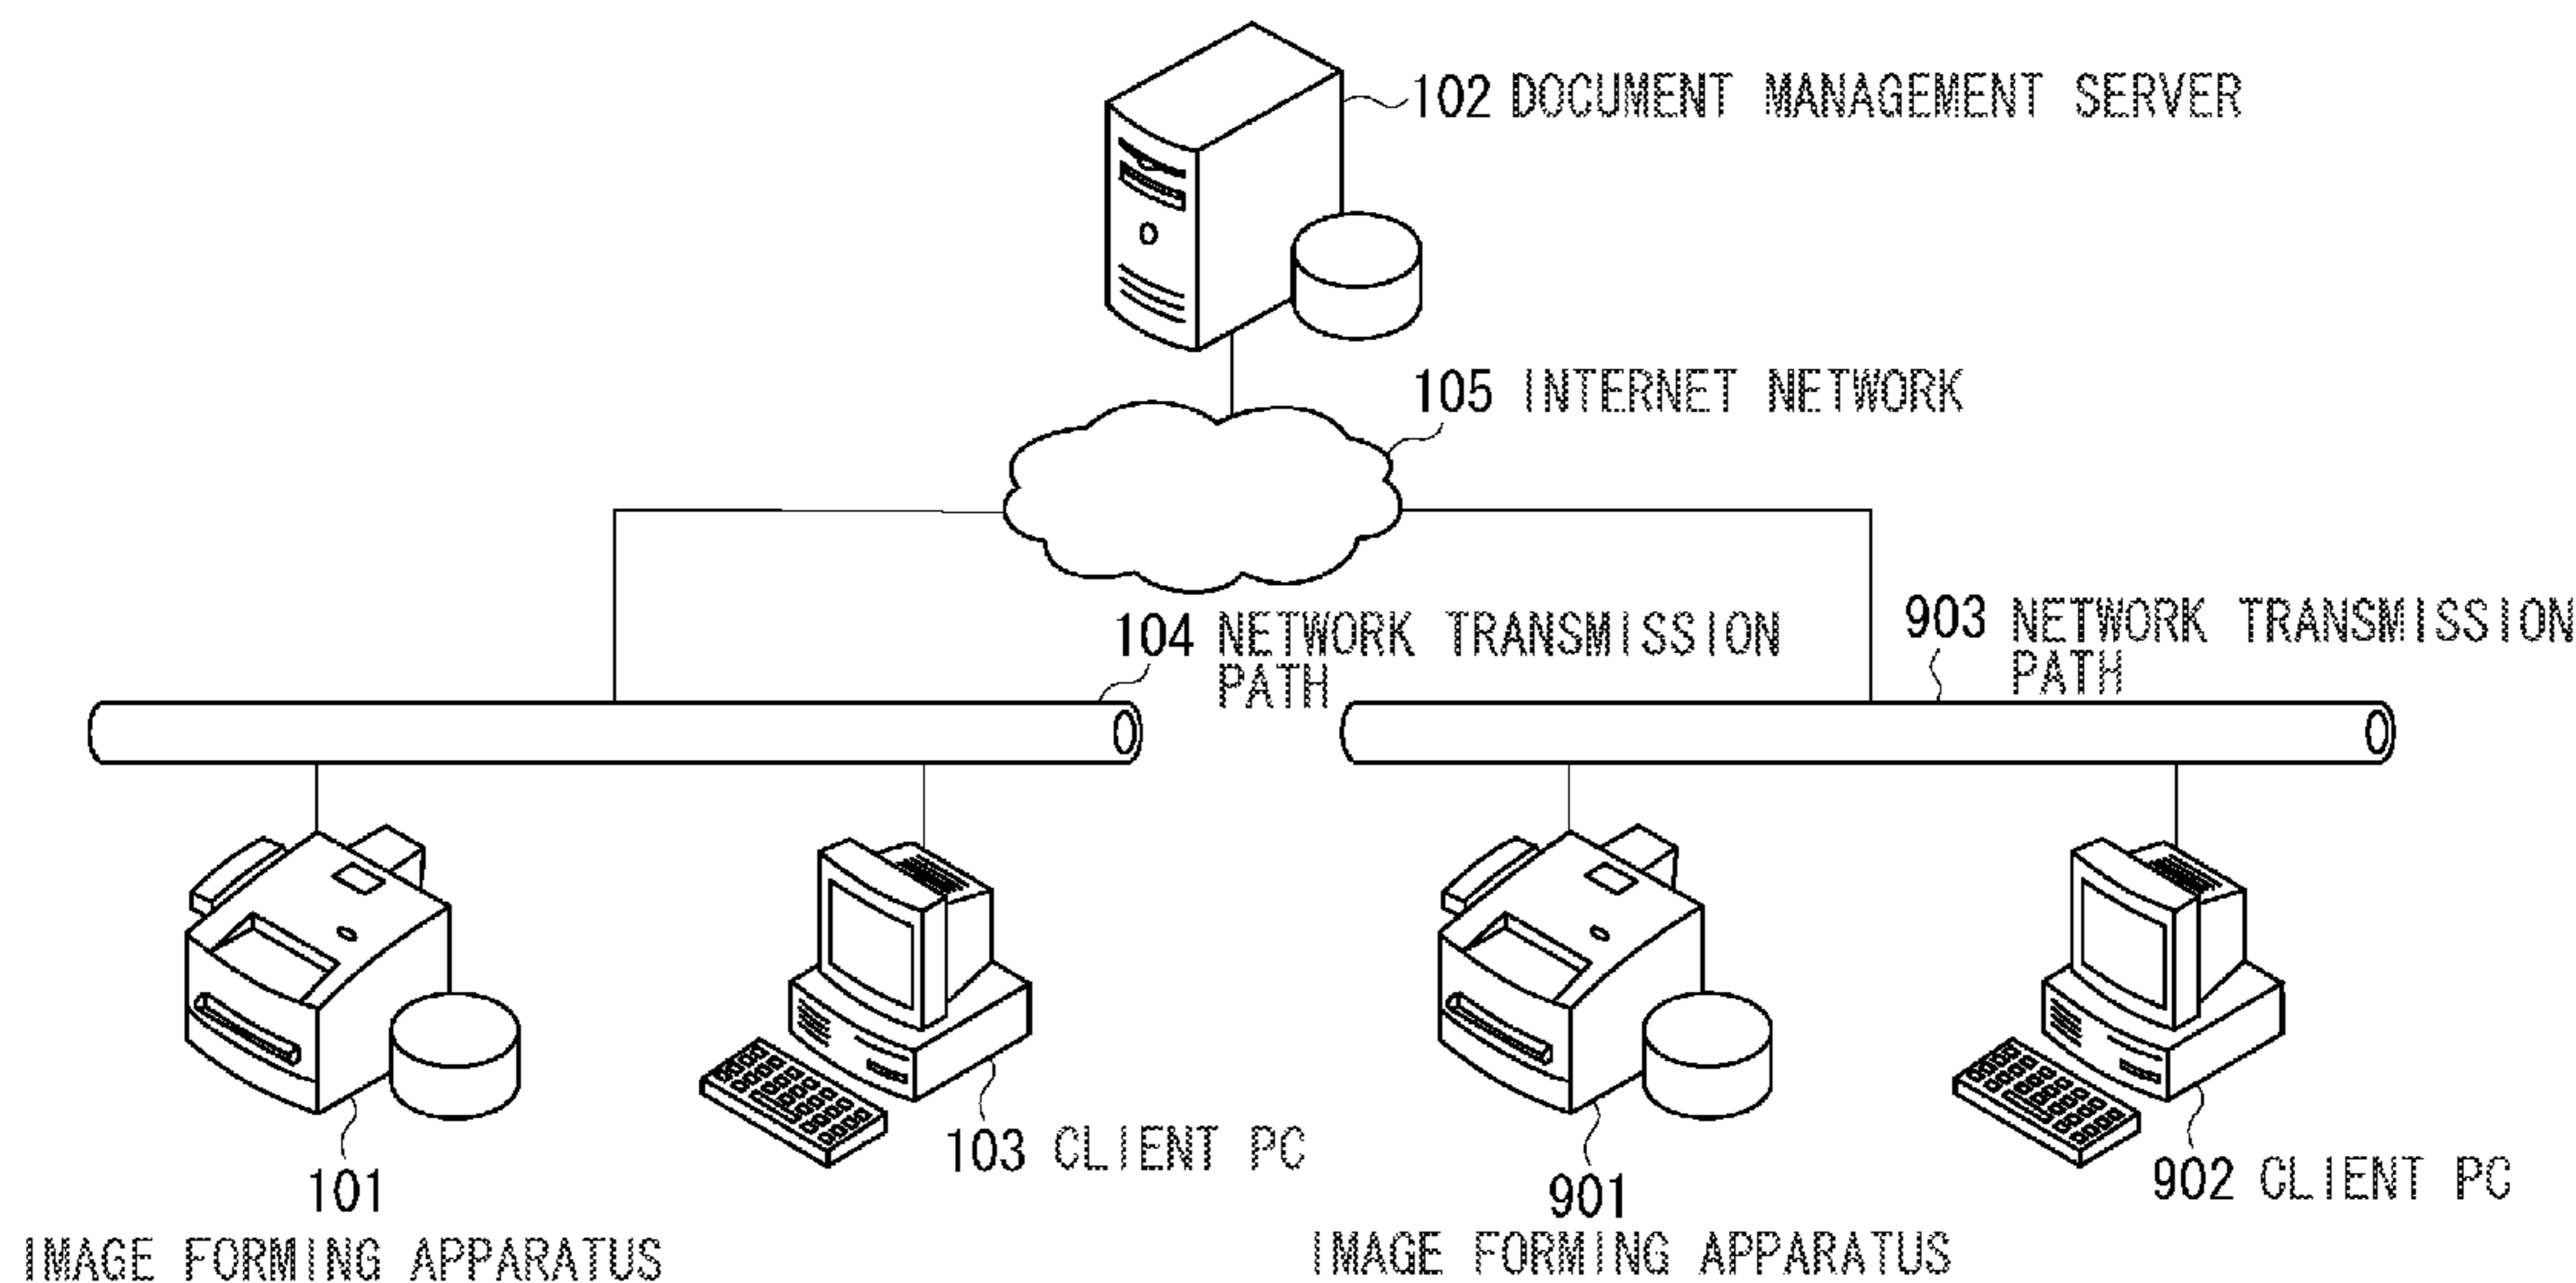 102 DOCUMENT MANAGEMENT SERVER
105 INTERNET NETWORK
104 NETWORK TRANSMISSION
PATH
903 NETWORK TRANSMISSION
PATH
103 CLIENT PC
101
IMAGE FORMING APPARATUS
902 CLIENT PC
901
IMAGE FORMING APPARATUS